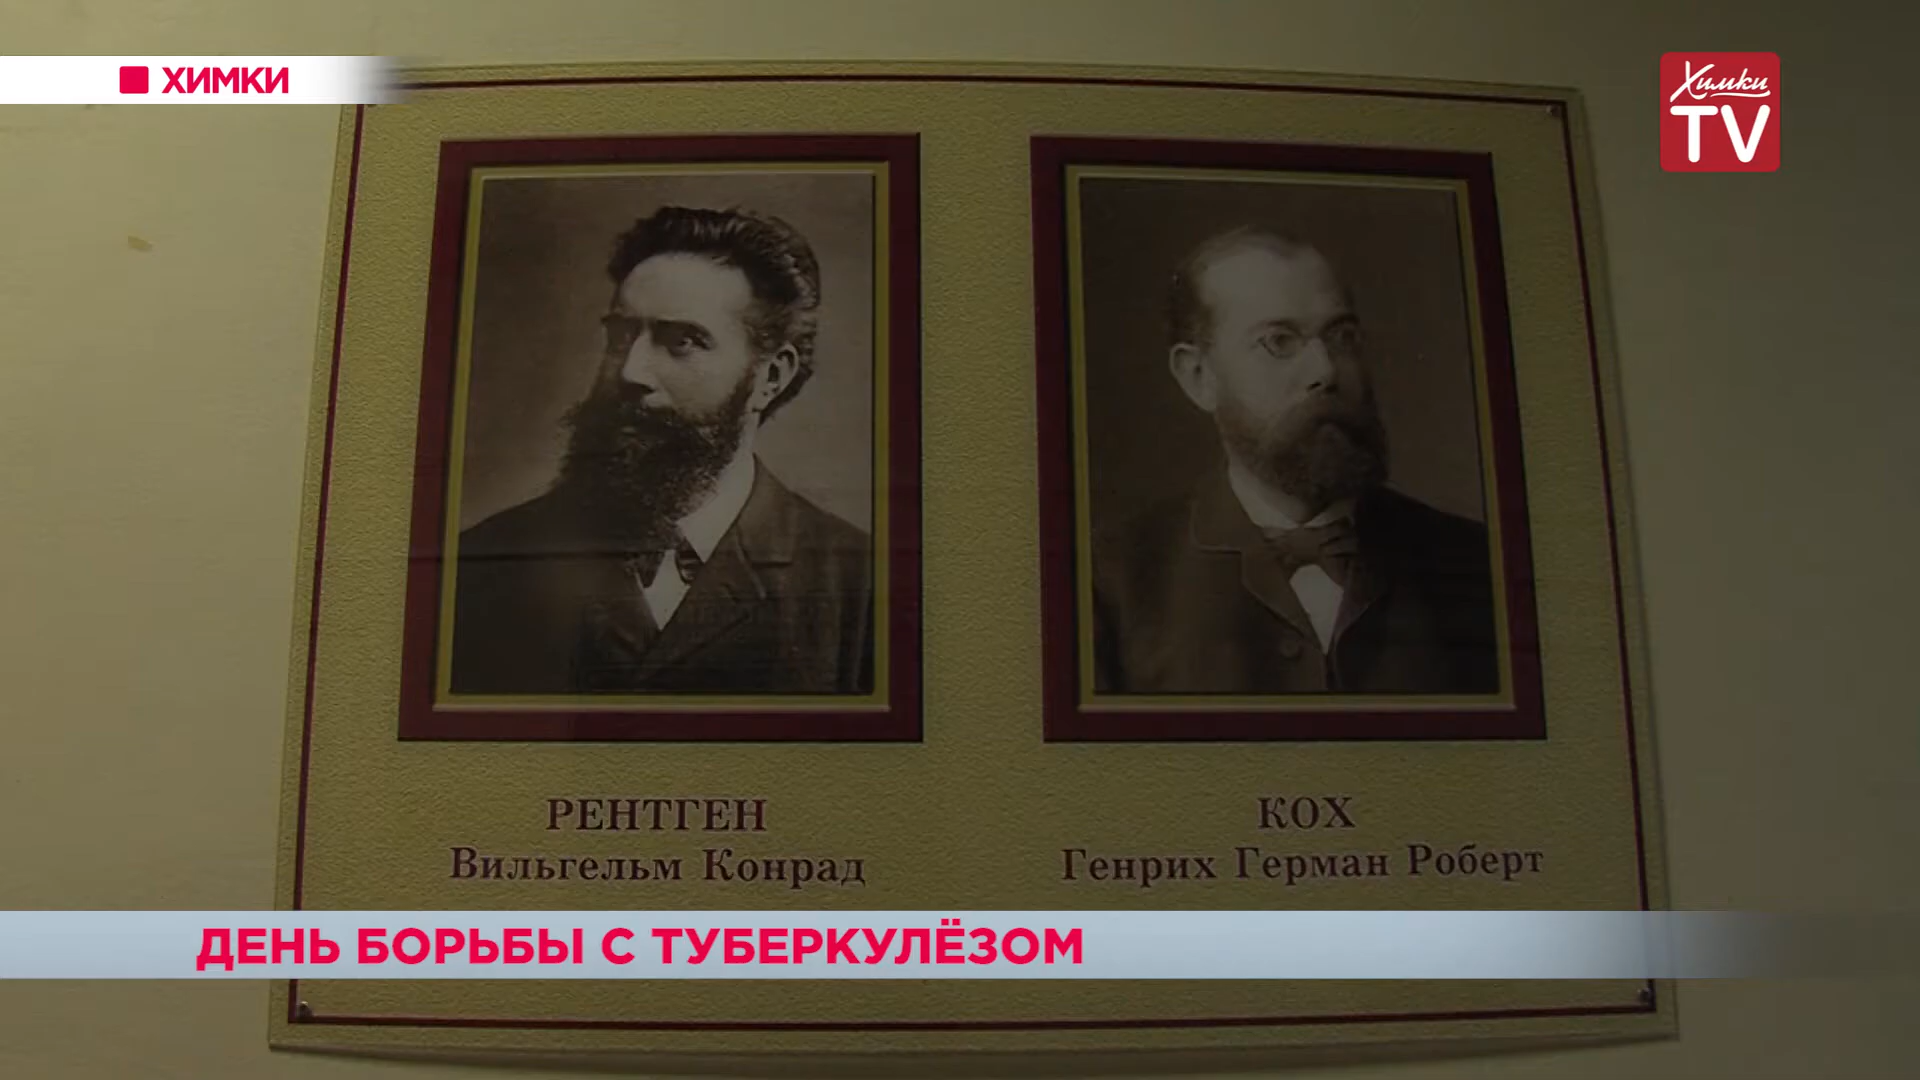 ХИМКИ
Химки
TV
РЕНТГЕН
Вильгельм Конрад
КОХ
Генрих Герман Роберт
ДЕНЬ БОРЬБЫ С ТУБЕРКУЛЁЗОМ